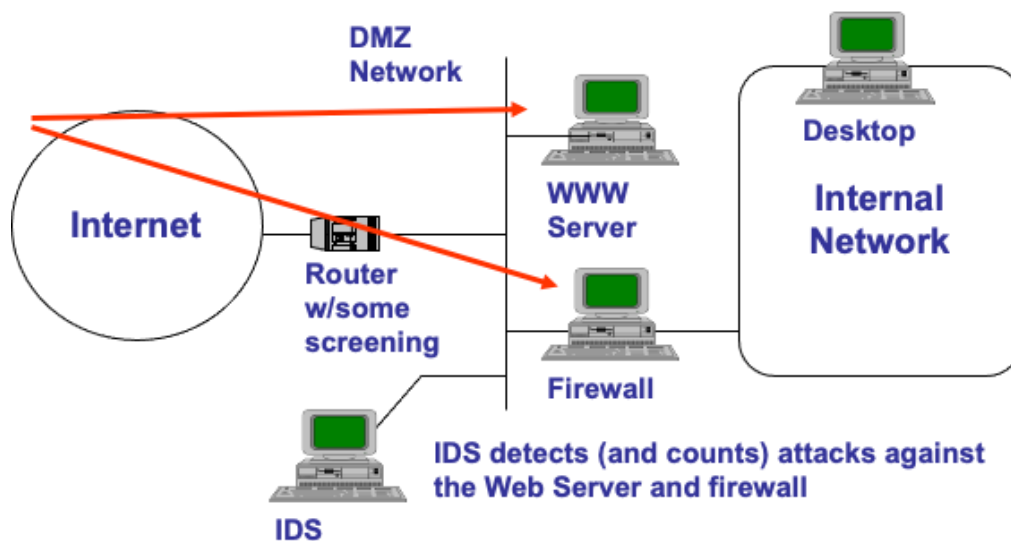 DMZ
Network
Desktop
Internet
WWW
Server
Internal
Network
Router
w/some
screening
Firewall
IDS detects (and counts) attacks against
the Web Server and firewall
IDS